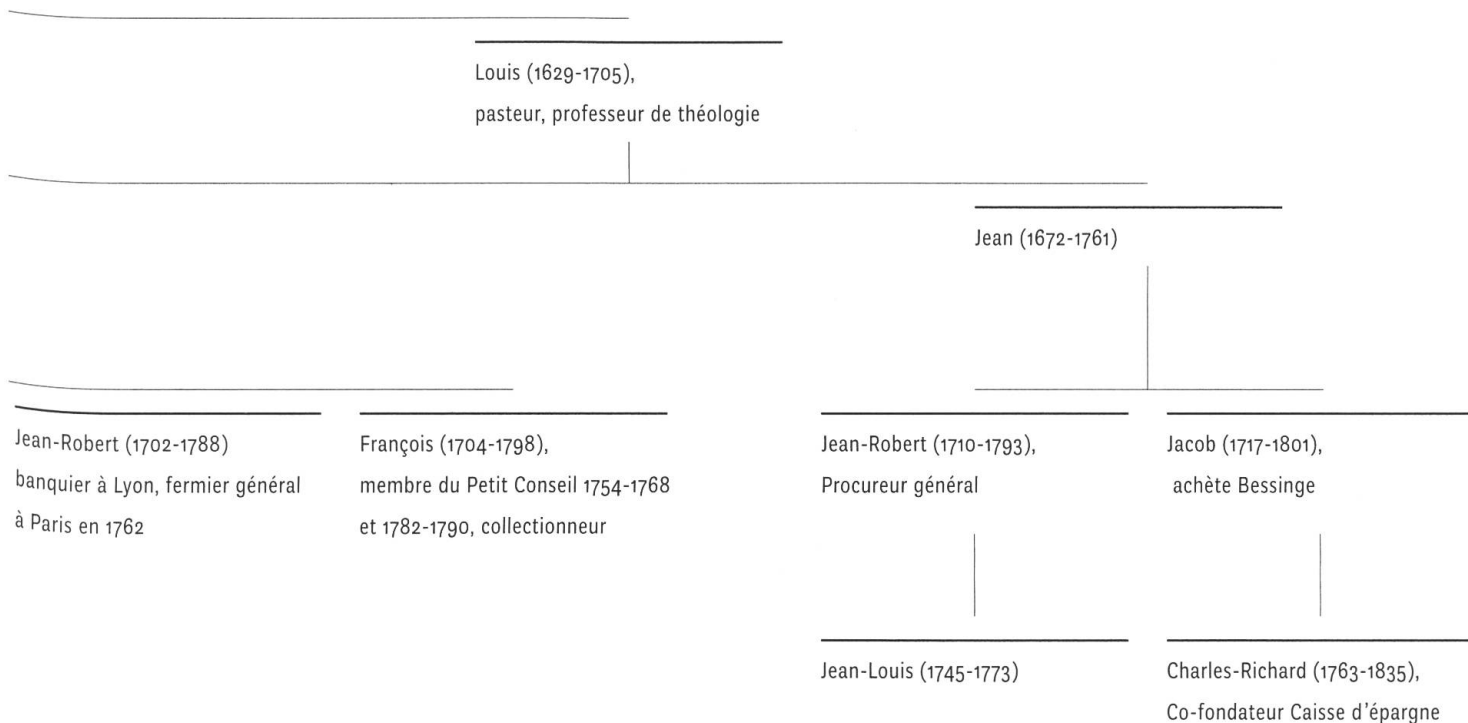 Louis (1629-1705),
pasteur, professeur de théologie
Jean (1672-1761)
Jean-Robert (1702-1788)
banquier à Lyon, fermier général
à Paris en 1762
François (1704-1798),
membre du Petit Conseil 1754-1768
et 1782-1790, collectionneur
Jean-Robert (1710-1793),
Procureur général
Jacob (1717-1801),
achète Bessinge
Jean-Louis (1745-1773)
Charles-Richard (1763-1835),
Co-fondateur Caisse d'épargne